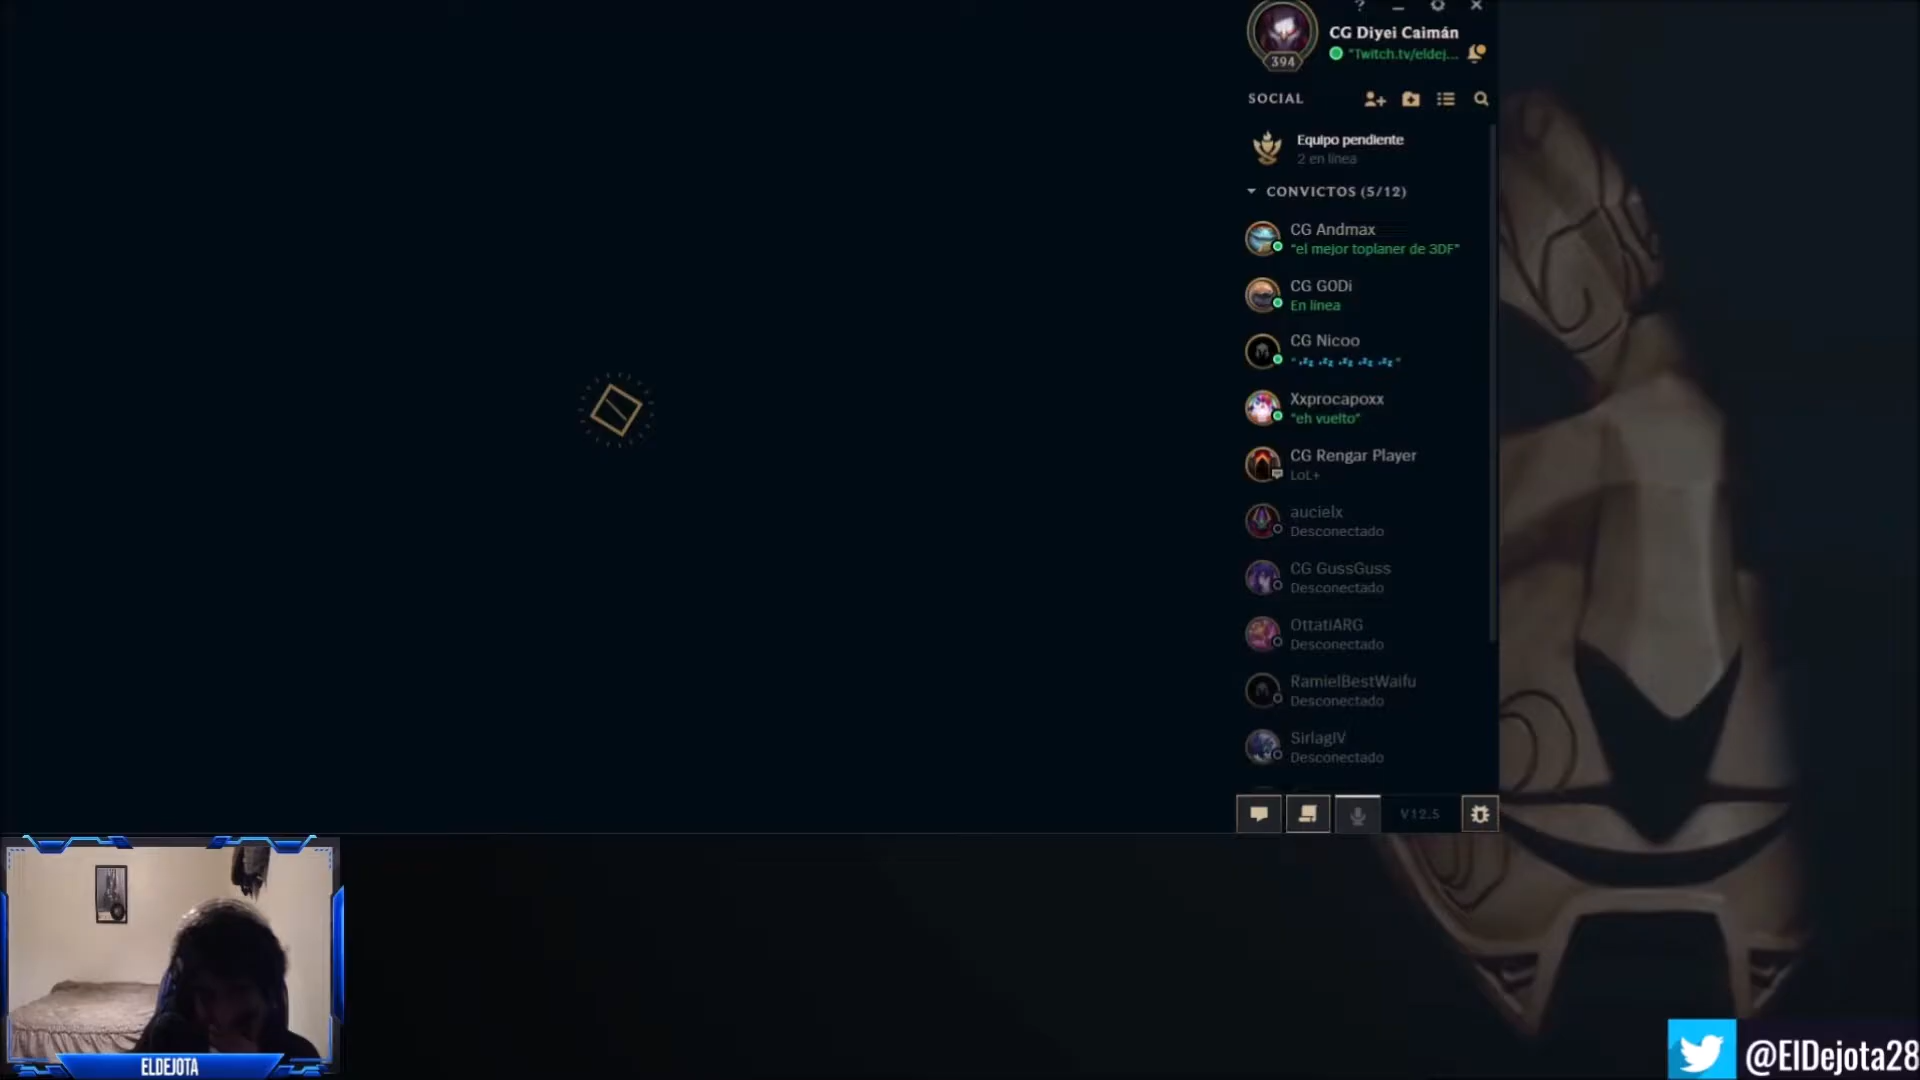 CG Diyei Caimán
394
"Twitch.tv/eldej...
SOCIAL
Equipo pendiente
2 en línea
CONVICTOS (5/12)
CG Andmax
"el mejor toplaner de 3DF"
CG GODi
En línea
CG Nicoo
Xxprocapoxx
"eh vuelto"
CG Rengar Player
LoL+
aucielx
Desconectado
CG GussGuss
Desconectado
OttatiARG
Desconectado
RamielBestWaifu
Desconectado
SirlagIV
Desconectado
V12.5
ELDEJOTA
@ElDejota28